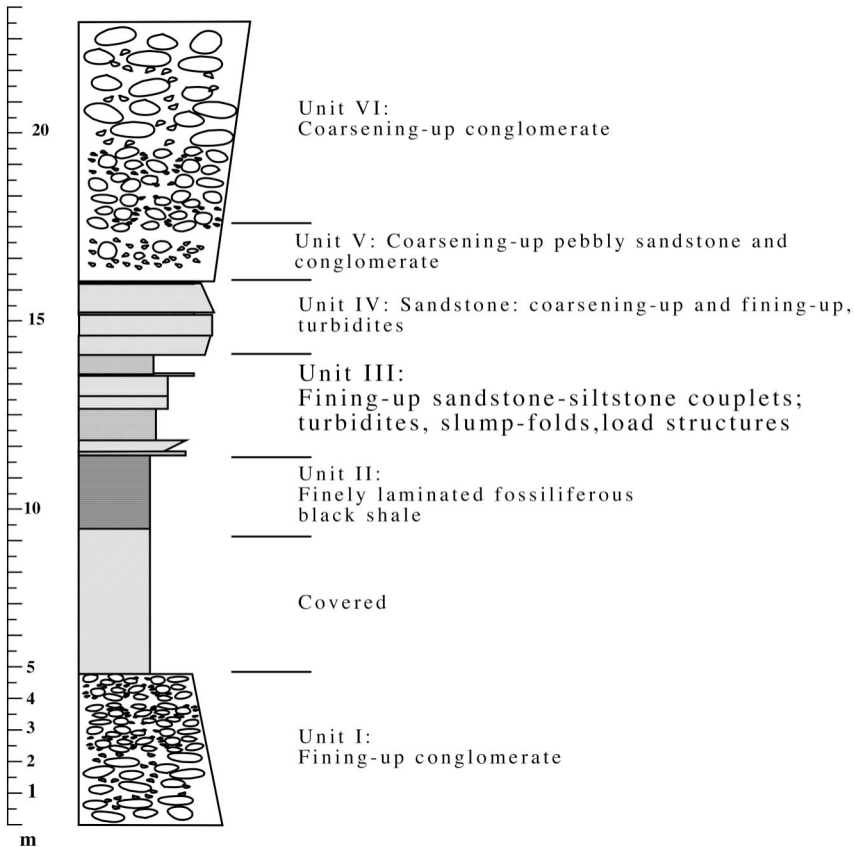 Unit VI:
Coarsening-up conglomerate
20
Unit V: Coarsening-up pebbly sandstone and
conglomerate
Unit IV: Sandstone: coarsening-up and fining-up,
turbidites
15
Unit III:
Fining-up sandstone-siltstone couplets;
turbidites, slump-folds,load structures
Unit II:
Finely laminated fossiliferous
black shale
10
Covered
5
4
3
2
1
Unit I:
Fining-up conglomerate
m